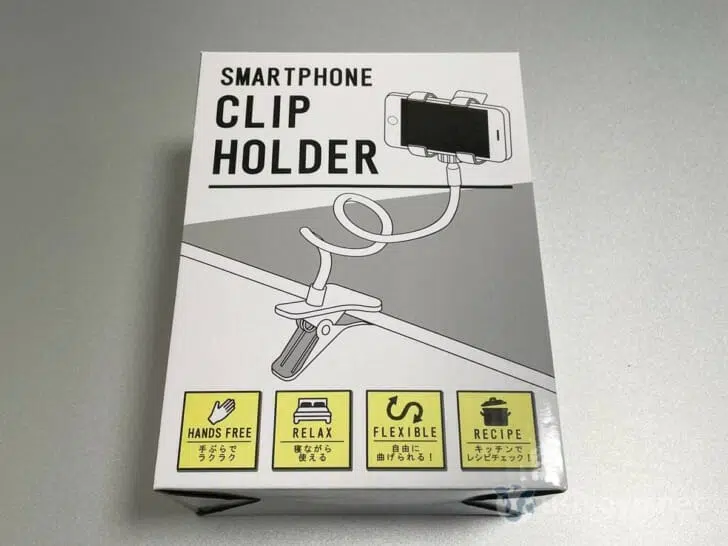 SMARTPHONE
CLIP
HOLDER
HANDS FREE
手ぶらで
ラクラク
RELAX
寝ながら
使える
FLEXIBLE
自由に
曲げられる!
RECIPE
キッチンで
レシピチェック!